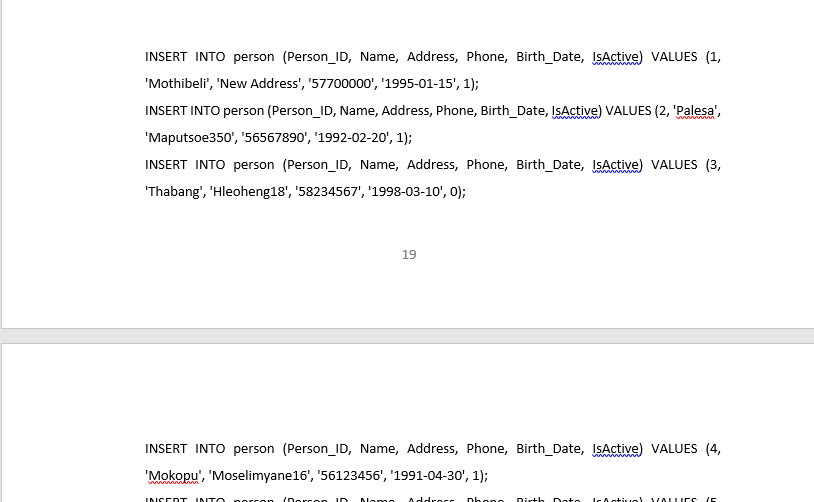 INSERT INTO person (Person_ID, Name, Address, Phone, Birth_Date, IsActive) VALUES (1,
'Mothibeli', 'New Address', '57700000', '1995-01-15', 1);
INSERT INTO person (Person_ID, Name, Address, Phone, Birth_Date, IsActive) VALUES (2, 'Palesa',
'Maputsoe350', '56567890', '1992-02-20', 1);
INSERT INTO person (Person_ID, Name, Address, Phone, Birth_Date, IsActive) VALUES (3,
'Thabang', 'Hleoheng18', '58234567', '1998-03-10', 0);
19
INSERT INTO person (Person_ID, Name, Address, Phone, Birth_Date, IsActive) VALUES (4,
'Mokopu', 'Moselimyane16', '56123456', '1991-04-30', 1);
INSERT INTO person (Person_ID, Name, Address, Phone, Birth_Date, IsActive) VALUES (5,